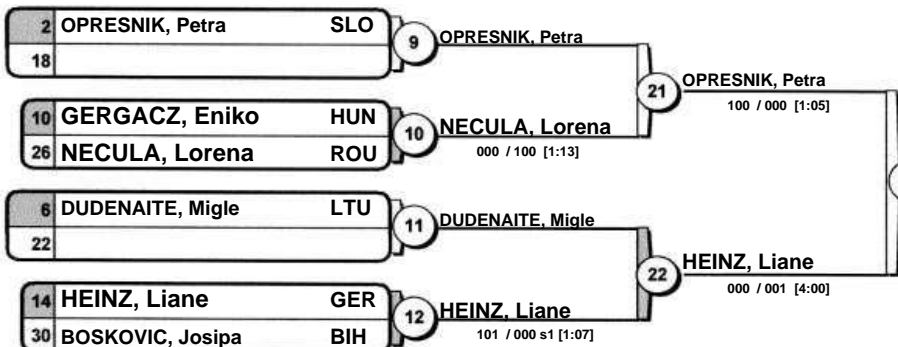 2 OPRESNIK, Petra SLO
18
9 OPRESNIK, Petra
10 GERGACZ, Eniko HUN
26 NECULA, Lorena ROU
10 NECULA, Lorena
000 / 100 [1:13]
21 OPRESNIK, Petra
100 / 000 [1:05]
6 DUDENAITE, Migle LTU
22
11 DUDENAITE, Migle
14 HEINZ, Liane GER
30 BOSKOVIC, Josipa BIH
12 HEINZ, Liane
101 / 000 s1 [1:07]
22 HEINZ, Liane
000 / 001 [4:00]